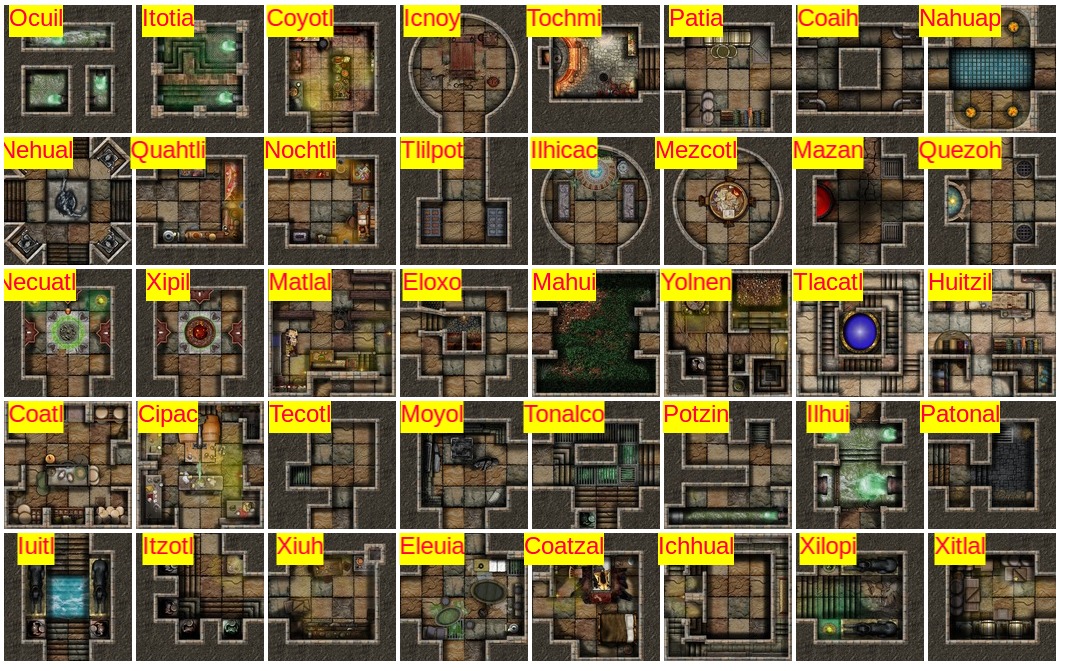 Ocuil Itotia Coyotl Icnoy Tochmi Patia Coaih Nahuap
Nehual Quahtli Nochtli Tlilpot Ilhicac Mezcotl Mazan Quezoh
Necuatl Xipil Matlal Eloxo Mahui Yolnen Tlacatl Huitzil
Coatl Cipac Tecotl Moyol Tonalco Potzin Ilhui Patonal
Iuitl Itzotl Xiuh Eleuia Coatzal Ichhual Xilopi Xitlal